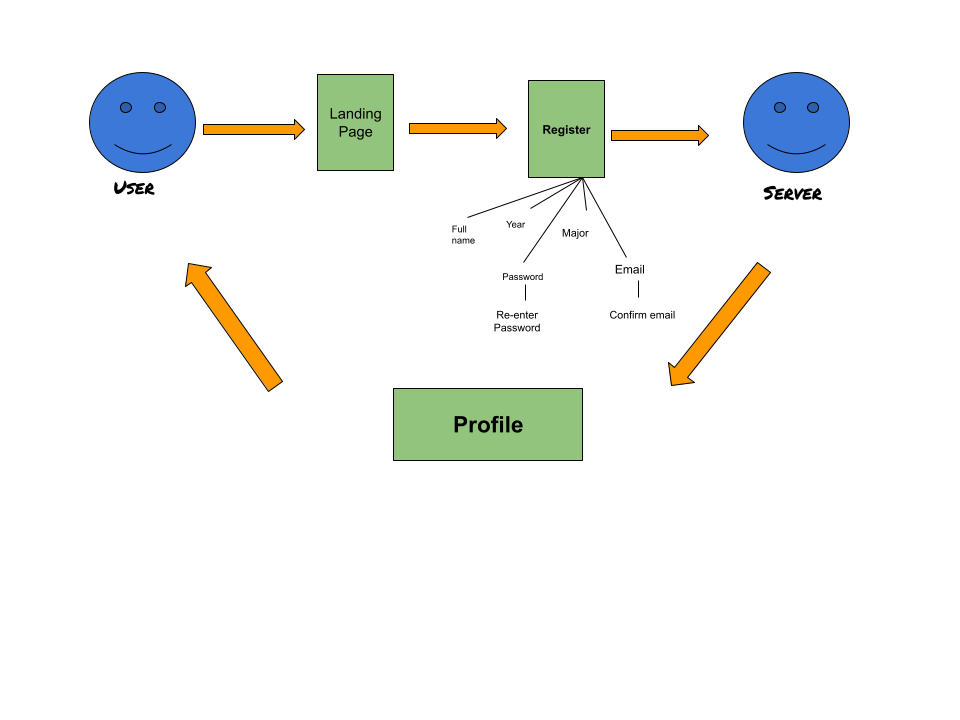 Landing
Page
Register
User
Server
Full
name
Year
Major
Password
Email
Re-enter
Password
Confirm email
Profile